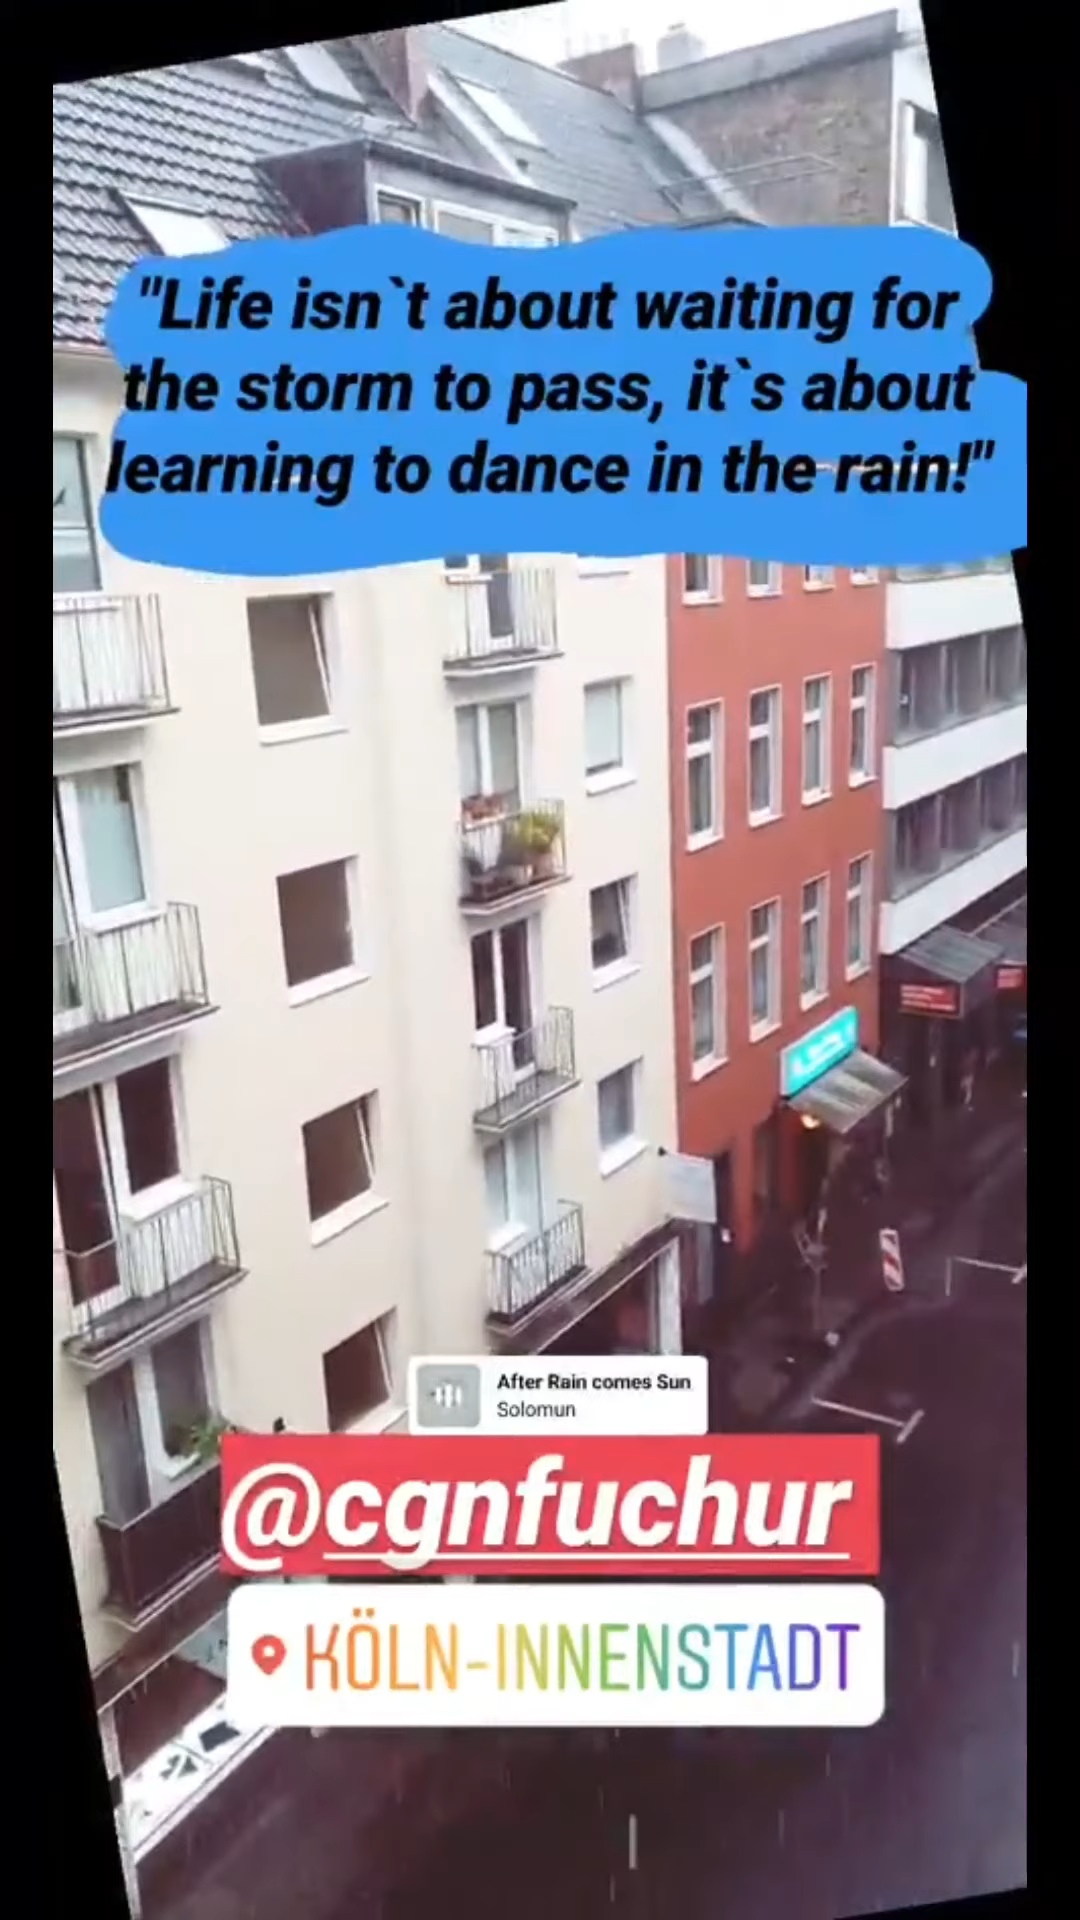 "Life isn`t about waiting for
the storm to pass, it`s about
learning to dance in the rain!"
After Rain comes Sun
Solomun
@cgnfuchur
KÖLN-INNENSTADT